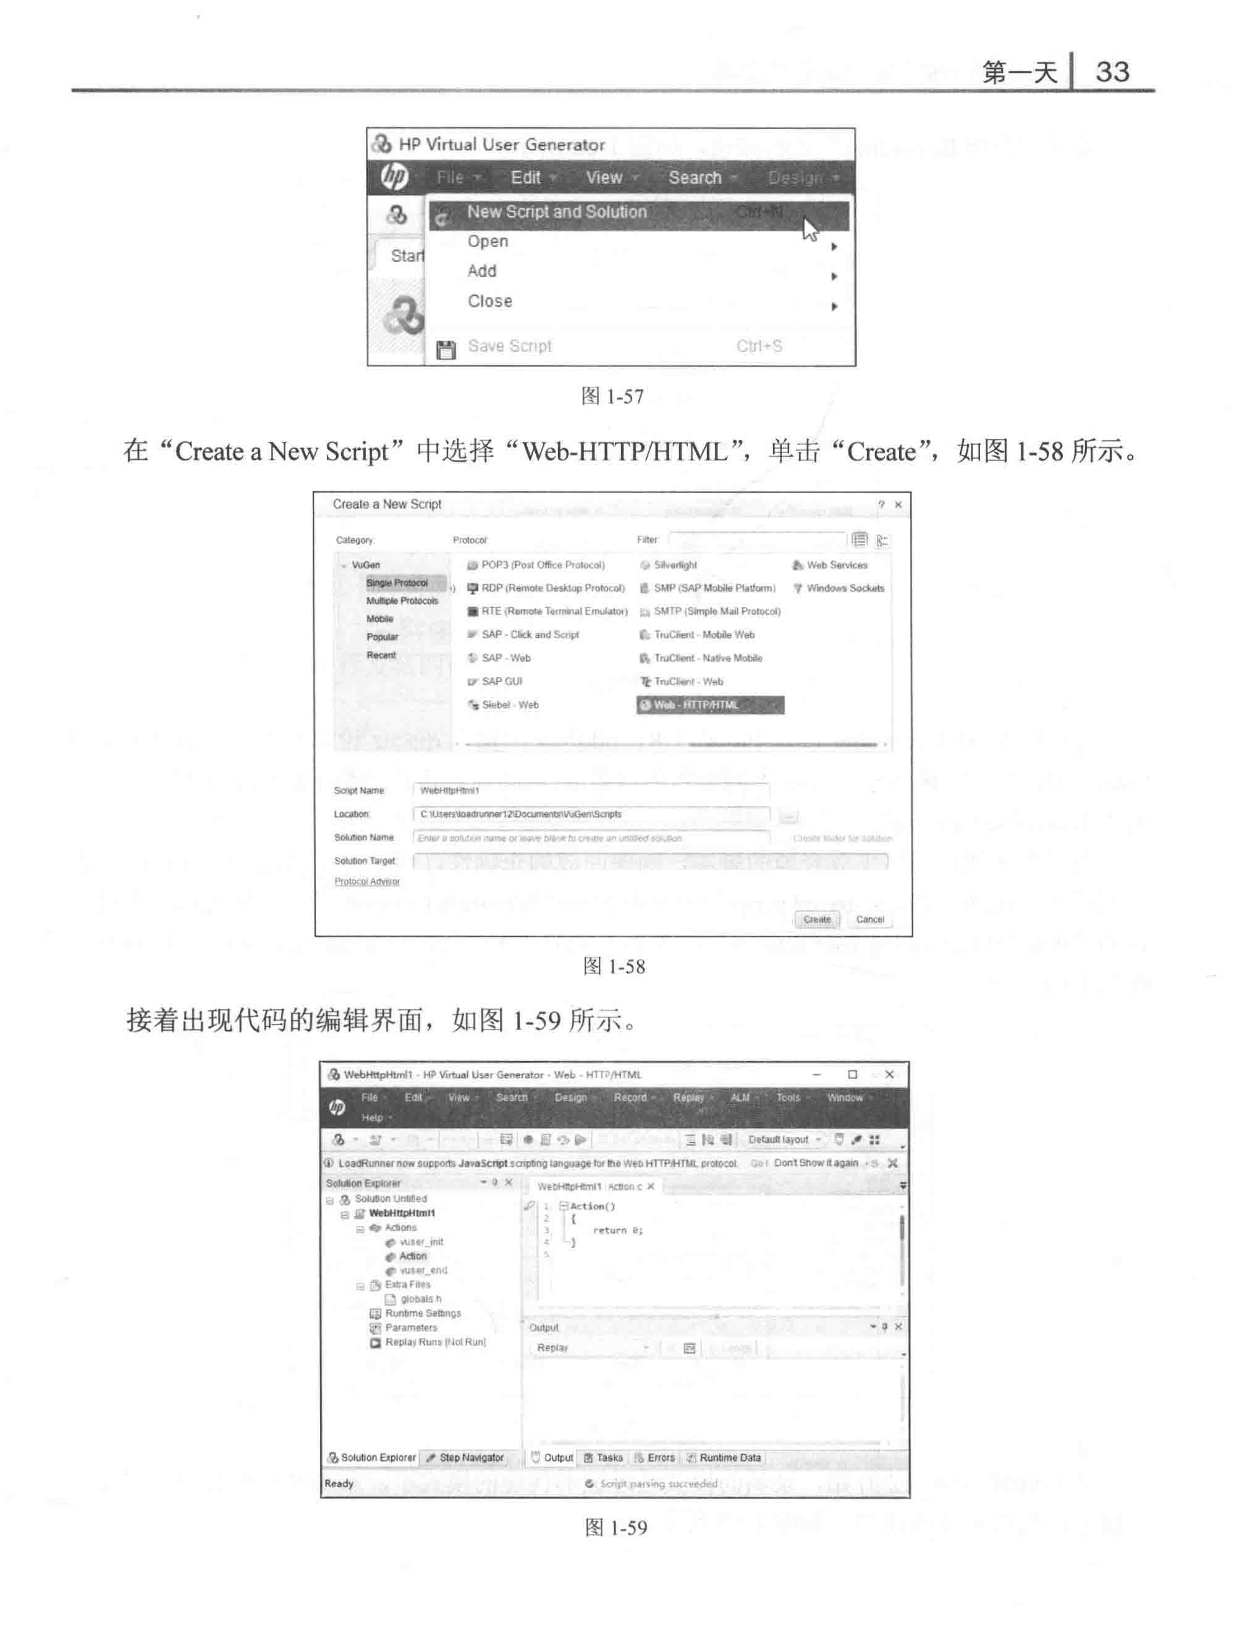 第一天 33
HP Virtual User Generator
File Edit View Search Design
New Script and Solution Ctrl+N
Start
Open
Add
Close
Save Script Ctrl+S
图 1-57
在“Create a New Script”中选择“Web-HTTP/HTML”，单击“Create”，如图 1-58 所示。
Create a New Script
Category: Protocol Filter
VuGen
Single Protocol
Multiple Protocols
Mobile
Popular
Recent
POP3 (Post Office Protocol)
RDP (Remote Desktop Protocol)
RTE (Remote Terminal Emulator)
SAP - Click and Script
SAP - Web
SAP GUI
Siebel - Web
Silverlight
SMP (SAP Mobile Platform)
SMTP (Simple Mail Protocol)
TruClient - Mobile Web
TruClient - Native Mobile
TruClient - Web
Web - HTTP/HTML
Web Services
Windows Sockets
Script Name: WebHttpHtml1
Location: C:\Users\loadrunner12\Documents\VuGen\Scripts
Solution Name Enter a solution name or leave blank to create an untitled solution Create folder for solution
Solution Target
Protocol Advisor
Create Cancel
图 1-58
接着出现代码的编辑界面，如图 1-59 所示。
WebHttpHtml1 - HP Virtual User Generator - Web - HTTP/HTML
File Edit View Search Design Record Replay ALM Tools Window
Help
Default layout
LoadRunner now supports JavaScript scripting language for the Web HTTP/HTML protocol. Don't Show it again
Solution Explorer
Solution Untitled
WebHttpHtml1
Actions
vuser_init
Action
vuser_end
Extra Files
globals.h
Runtime Settings
Parameters
Replay Runs [Not Run]
WebHttpHtml1 : Action.c
1 Action()
2 {
3 return 0;
4 }
5
Output
Replay
Solution Explorer Step Navigator Output Tasks Errors Runtime Data
Ready Script parsing succeeded
图 1-59